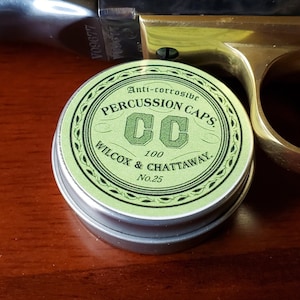 Anti-corrosive
PERCUSSION CAPS.
CC
100
WILCOX & CHATTAWAY.
No.25